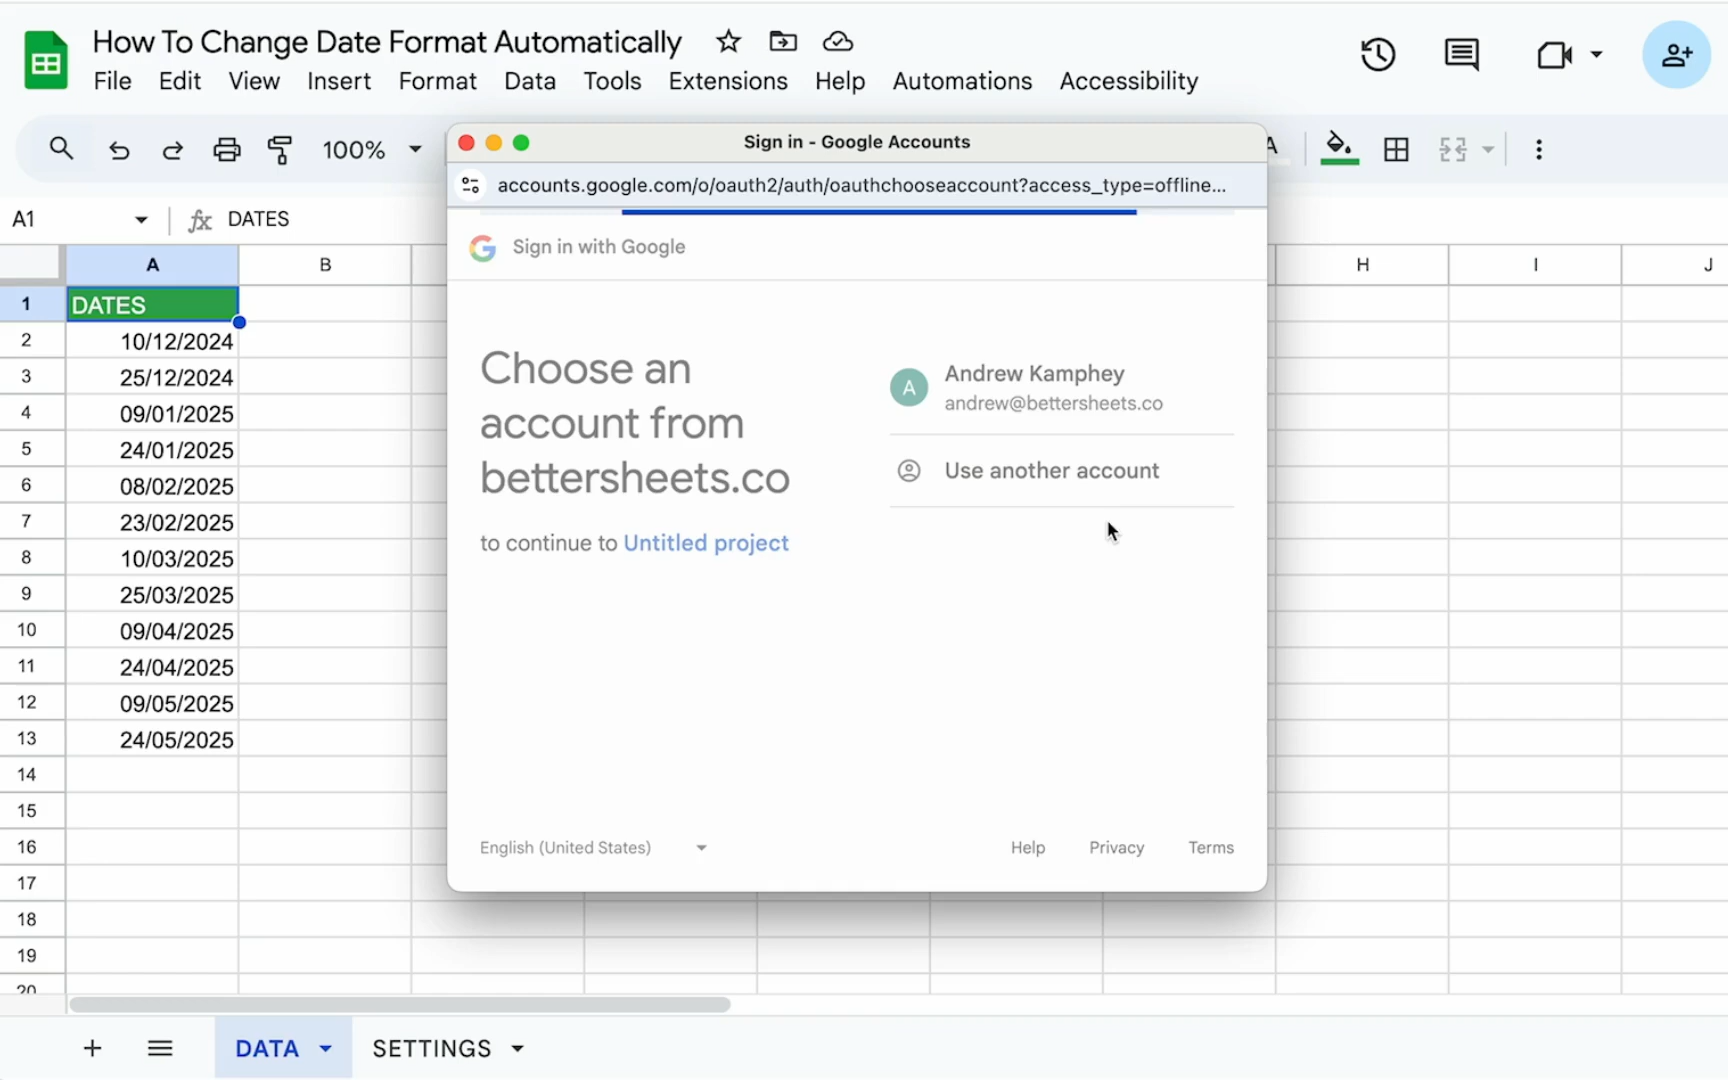 How To Change Date Format Automatically
File Edit View Insert Format Data Tools Extensions Help Automations Accessibility
100%
Sign in - Google Accounts
accounts.google.com/o/oauth2/auth/oauthchooseaccount?access_type=offline...
A1 DATES
Sign in with Google
A B H I J
1 DATES
2 10/12/2024
3 25/12/2024
4 09/01/2025
5 24/01/2025
6 08/02/2025
7 23/02/2025
8 10/03/2025
9 25/03/2025
10 09/04/2025
11 24/04/2025
12 09/05/2025
13 24/05/2025
14
15
16
17
18
19
20
Choose an
account from
bettersheets.co
to continue to Untitled project
A Andrew Kamphey
andrew@bettersheets.co
Use another account
English (United States) Help Privacy Terms
DATA SETTINGS